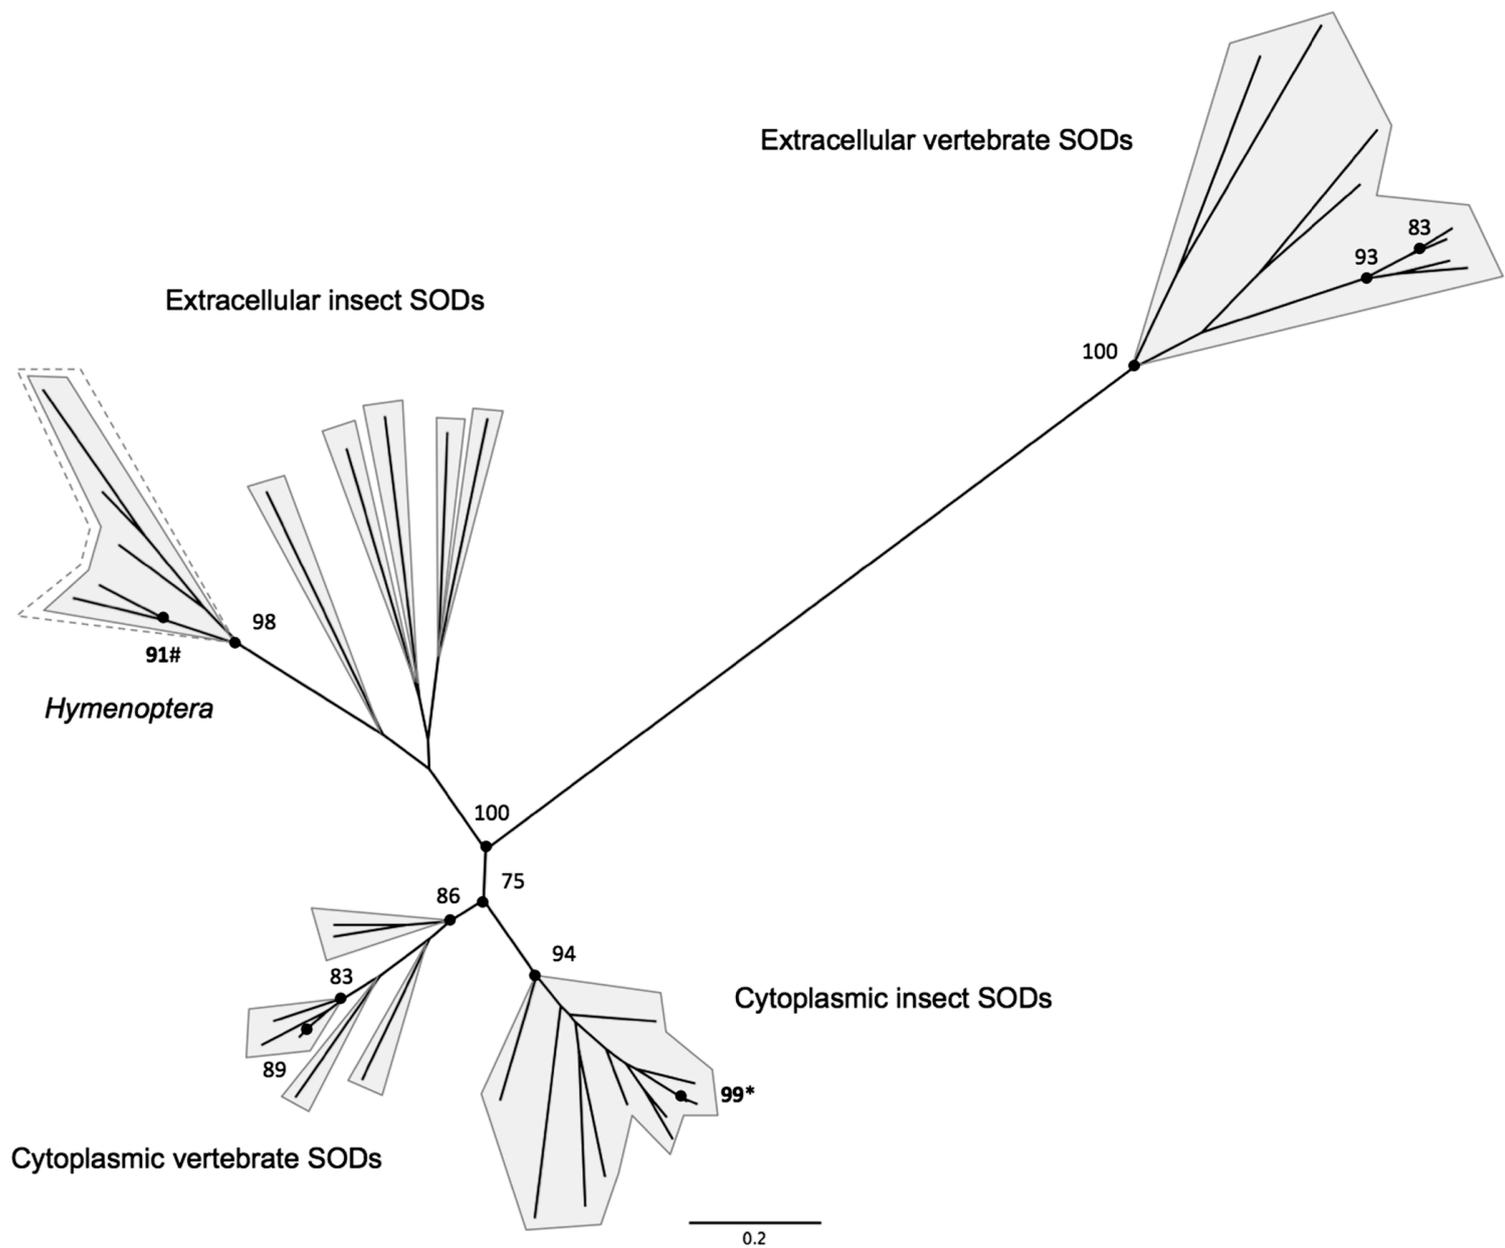 Extracellular vertebrate SODs
83
93
Extracellular insect SODs
100
98
91#
Hymenoptera
100
75
86
94
83
Cytoplasmic insect SODs
89
99*
Cytoplasmic vertebrate SODs
0.2